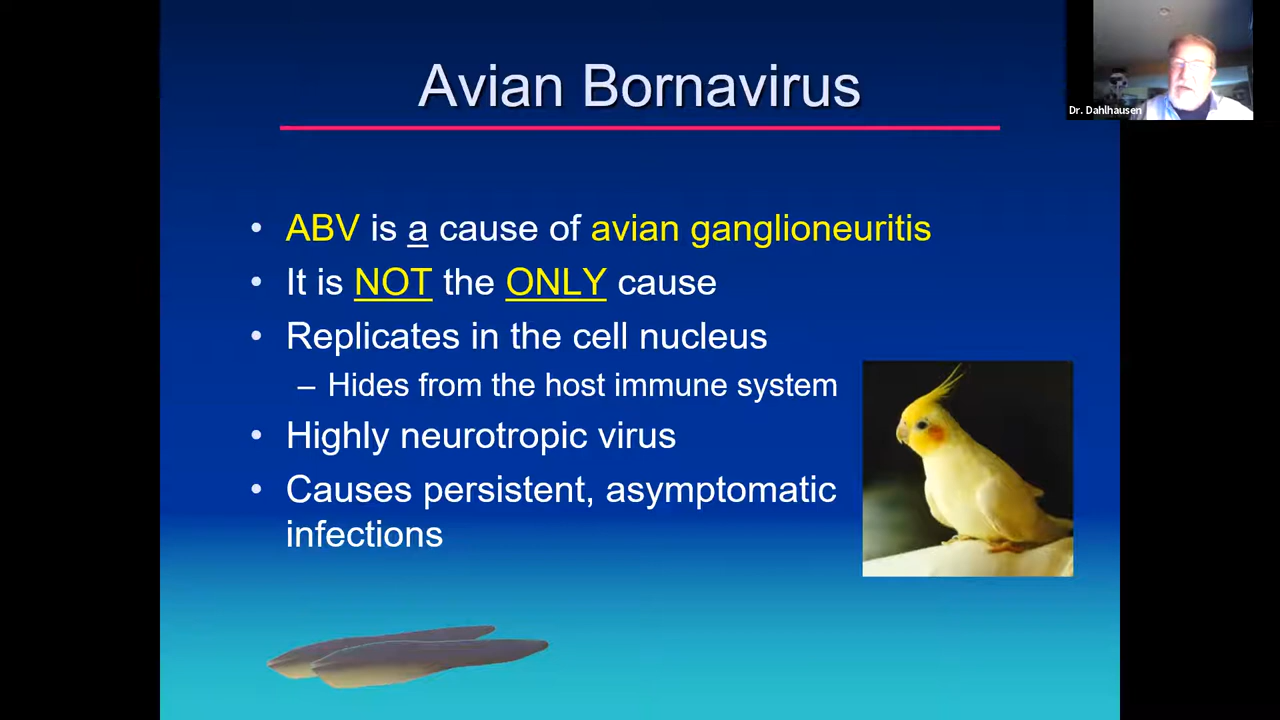 Avian Bornavirus
Dr. Dahlhausen
• ABV is a cause of avian ganglioneuritis
• It is NOT the ONLY cause
• Replicates in the cell nucleus
– Hides from the host immune system
• Highly neurotropic virus
• Causes persistent, asymptomatic
infections